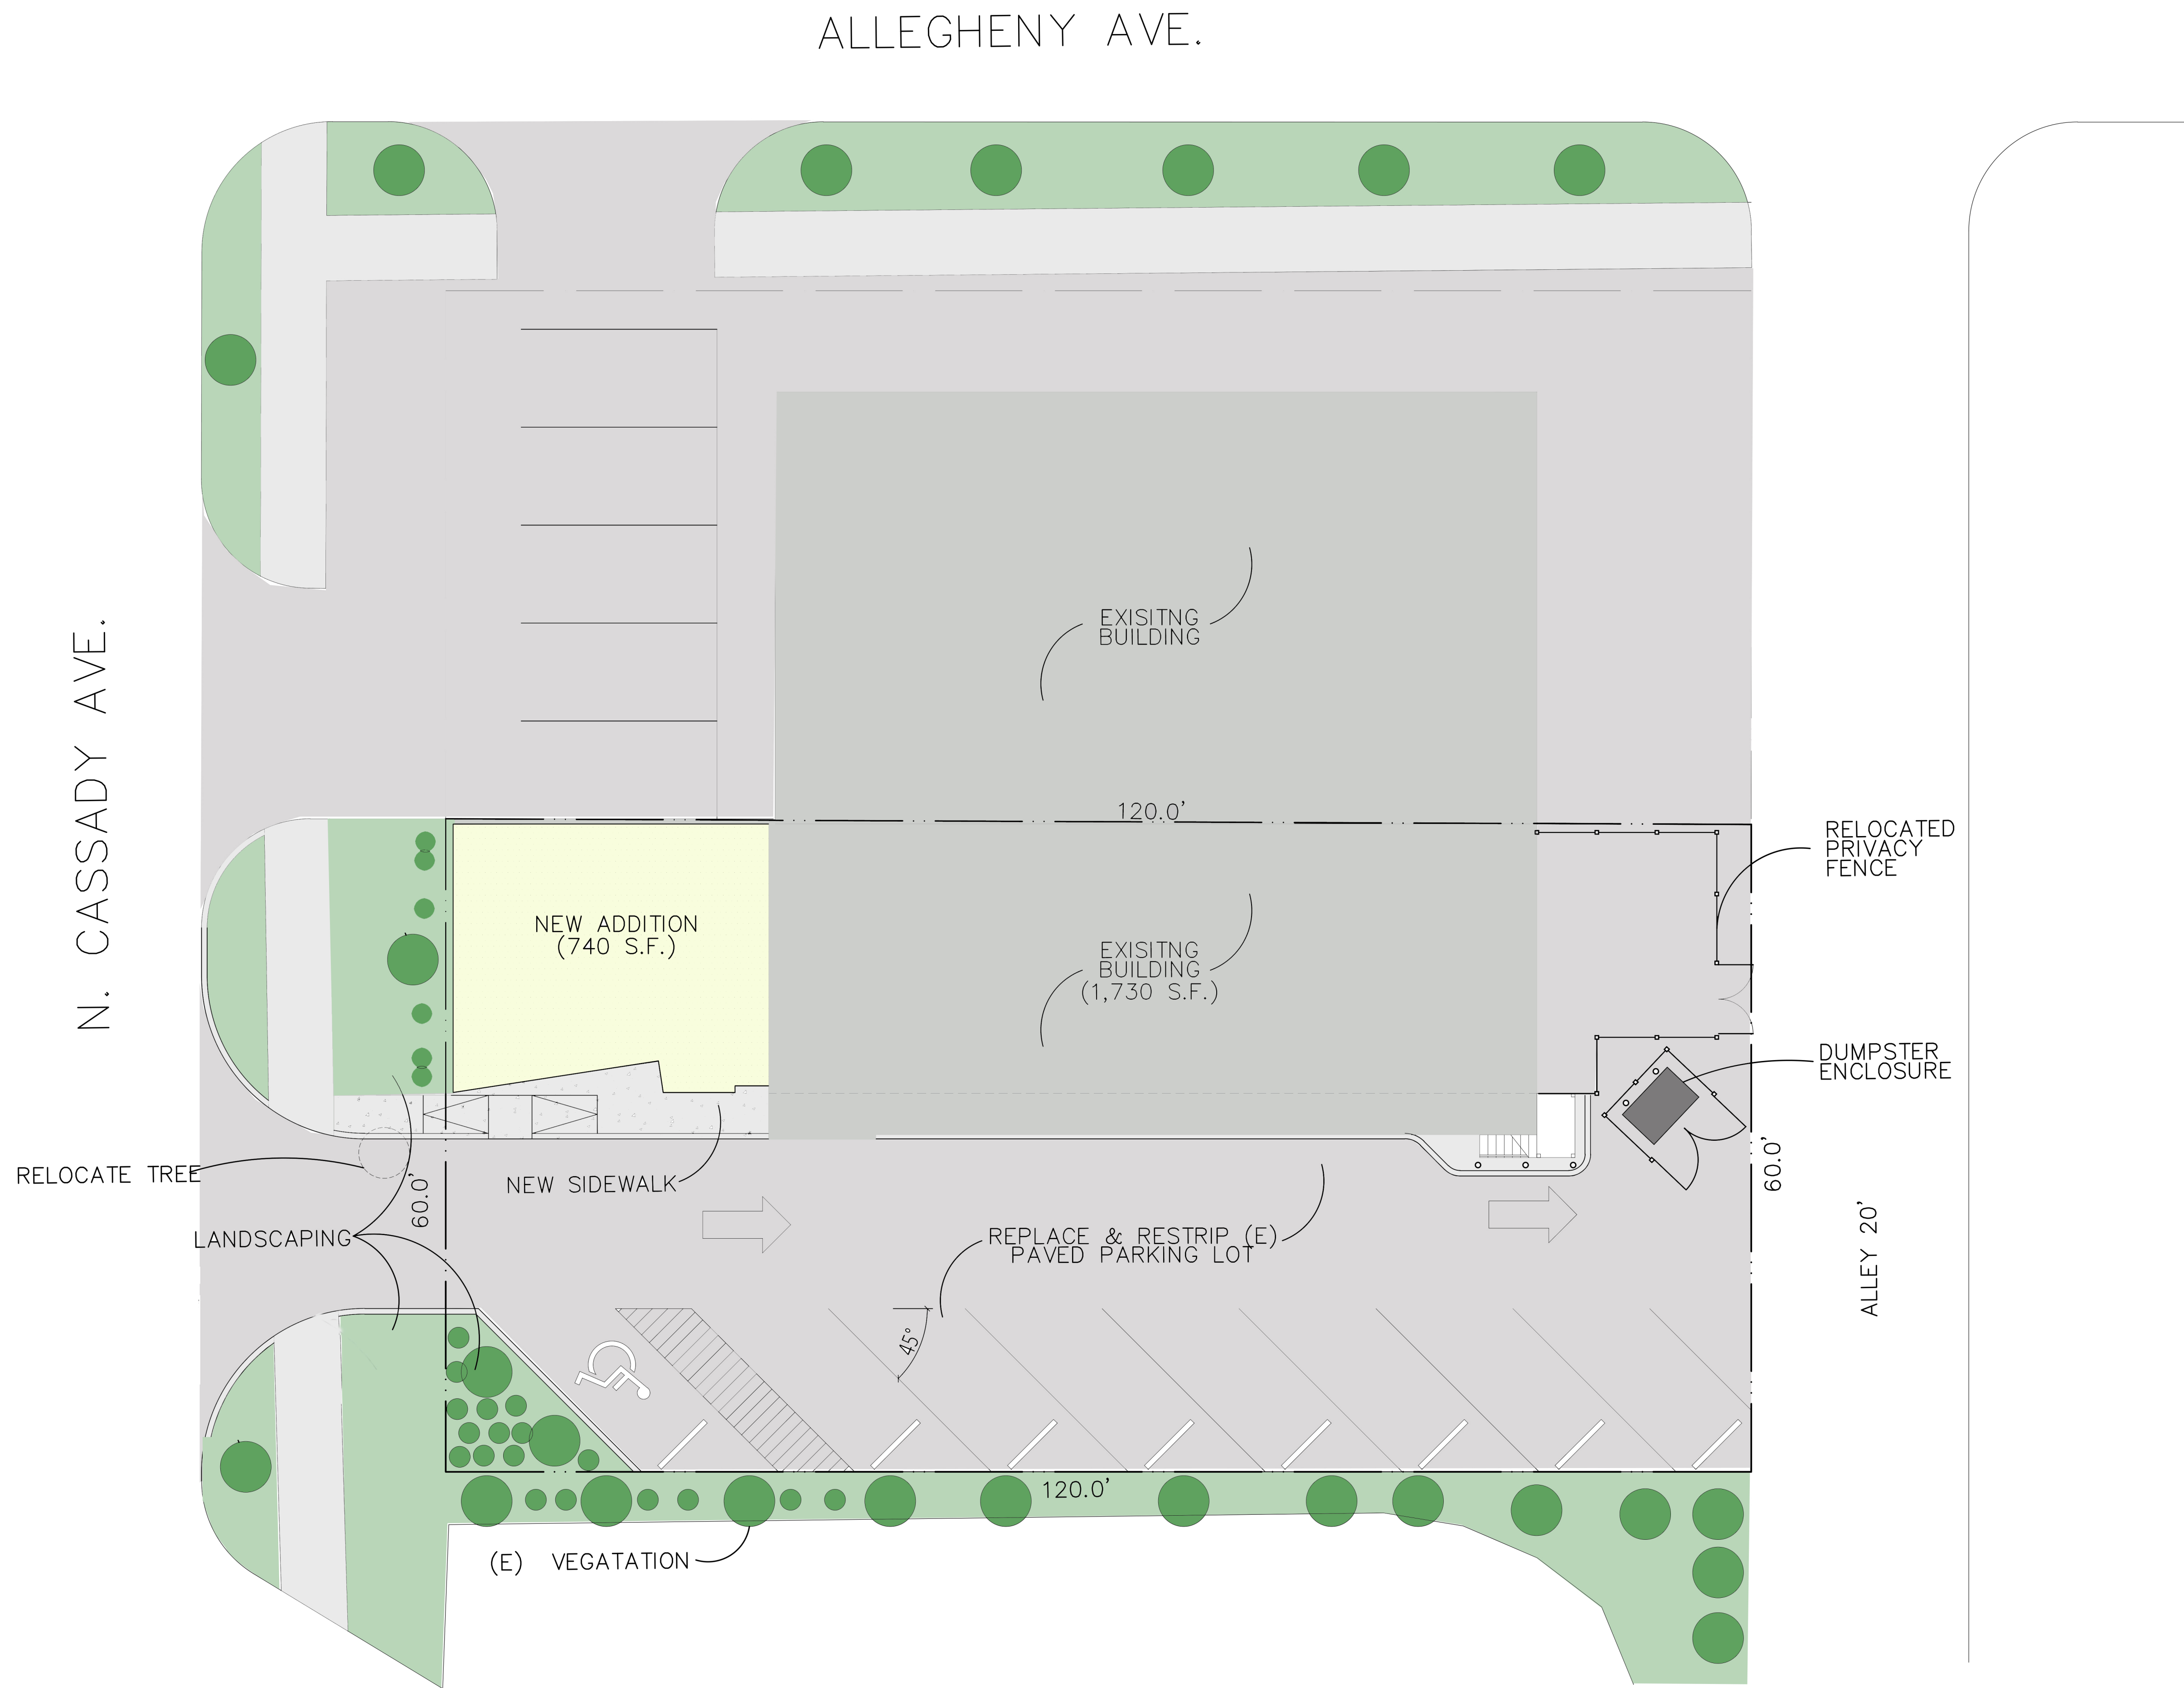 ALLEGHENY AVE.
N. CASSADY AVE.
EXISITNG
BUILDING
120.0'
NEW ADDITION
(740 S.F.)
EXISITNG
BUILDING
(1,730 S.F.)
RELOCATED
PRIVACY
FENCE
DUMPSTER
ENCLOSURE
RELOCATE TREE
NEW SIDEWALK
60.0'
60.0'
LANDSCAPING
REPLACE & RESTRIP (E)
PAVED PARKING LOT
ALLEY 20'
45°
120.0'
(E) VEGATATION